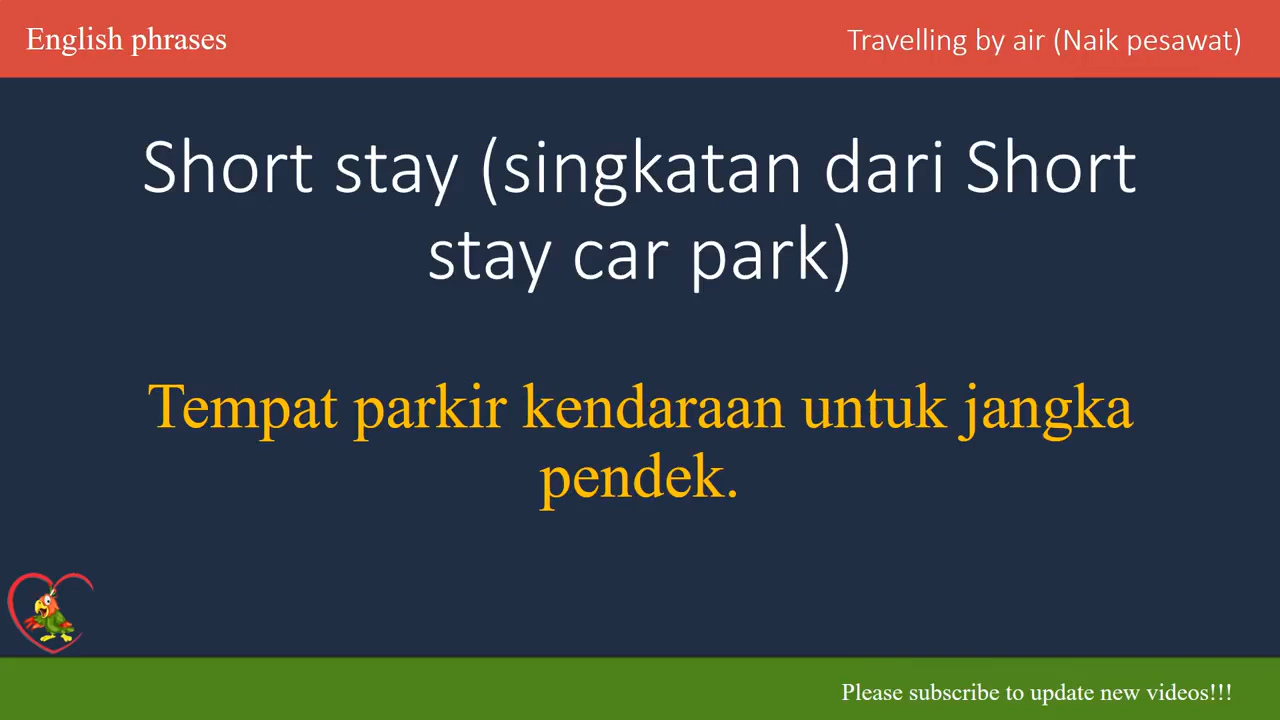 English phrases
Travelling by air (Naik pesawat)
Short stay (singkatan dari Short
stay car park)
Tempat parkir kendaraan untuk jangka
pendek.
Please subscribe to update new videos!!!